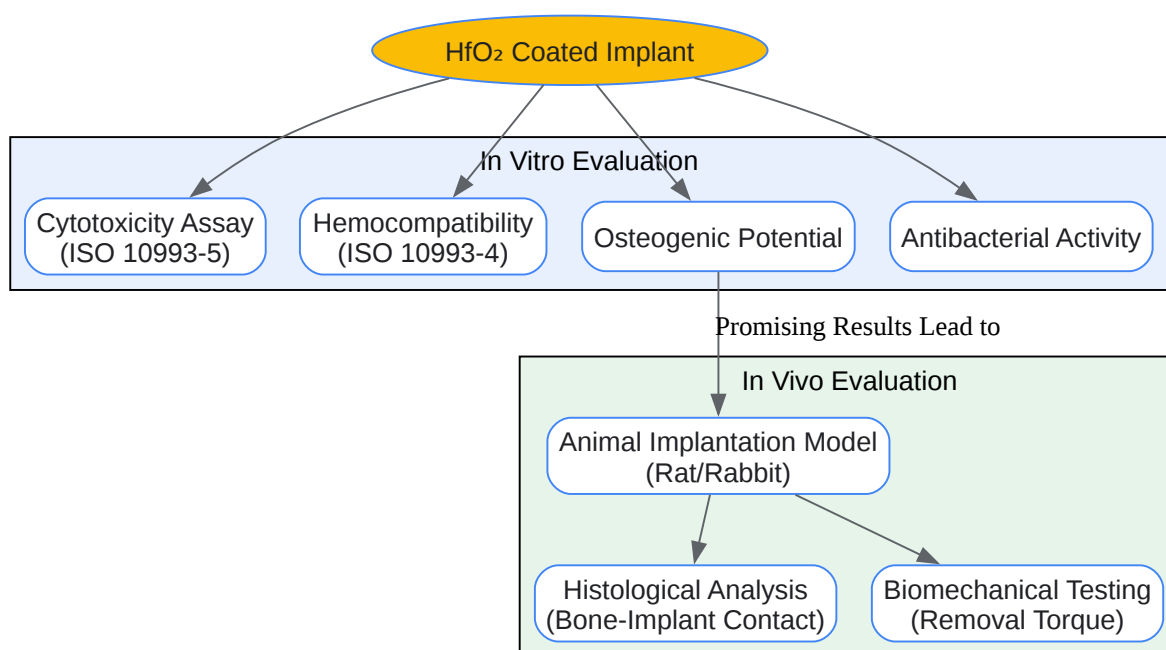 HfO₂ Coated Implant
In Vitro Evaluation
Cytotoxicity Assay
(ISO 10993-5)
Hemocompatibility
(ISO 10993-4)
Osteogenic Potential
Antibacterial Activity
Promising Results Lead to
In Vivo Evaluation
Animal Implantation Model
(Rat/Rabbit)
Histological Analysis
(Bone-Implant Contact)
Biomechanical Testing
(Removal Torque)